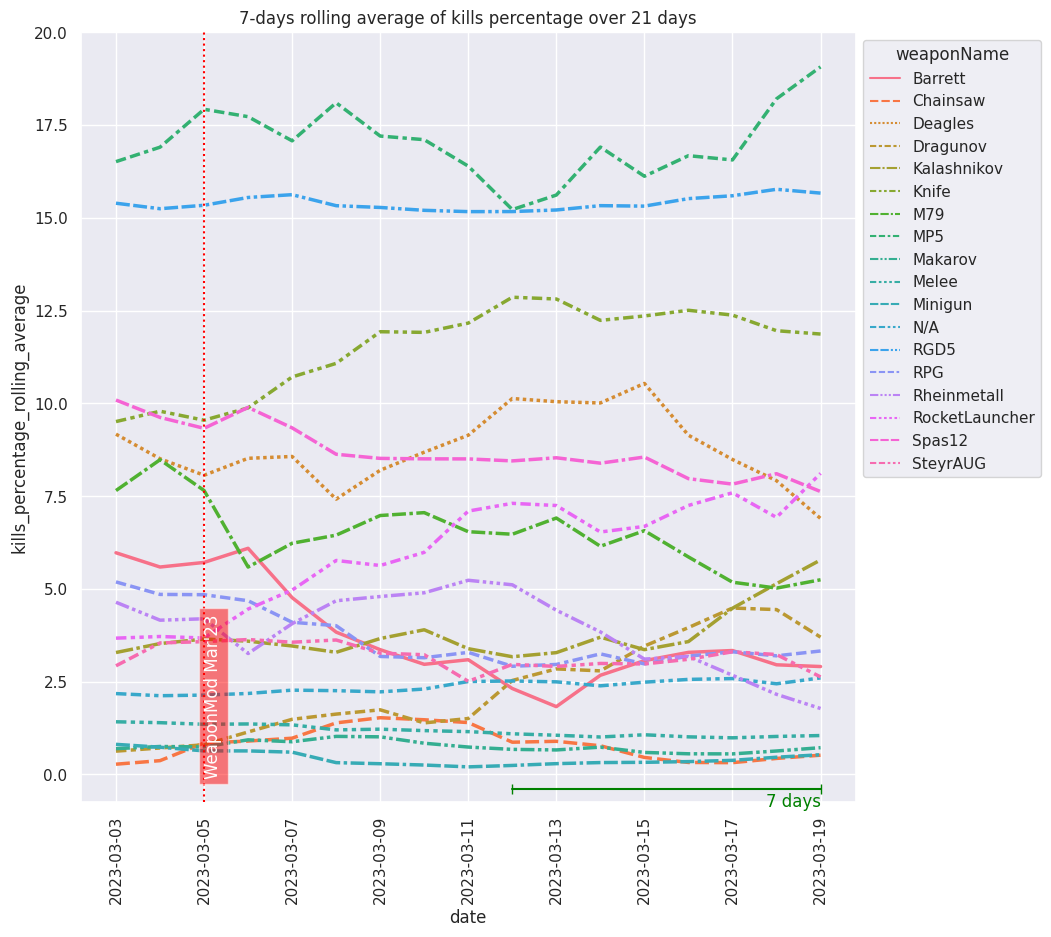 7-days rolling average of kills percentage over 21 days
20.0
17.5
15.0
12.5
10.0
7.5
5.0
2.5
0.0
kills_percentage_rolling_average
weaponName
Barrett
Chainsaw
Deagles
Dragunov
Kalashnikov
Knife
M79
MP5
Makarov
Melee
Minigun
N/A
RGD5
RPG
Rheinmetall
RocketLauncher
Spas12
SteyrAUG
WeaponMod Mar 23
7 days
2023-03-03
2023-03-05
2023-03-07
2023-03-09
2023-03-11
2023-03-13
2023-03-15
2023-03-17
2023-03-19
date